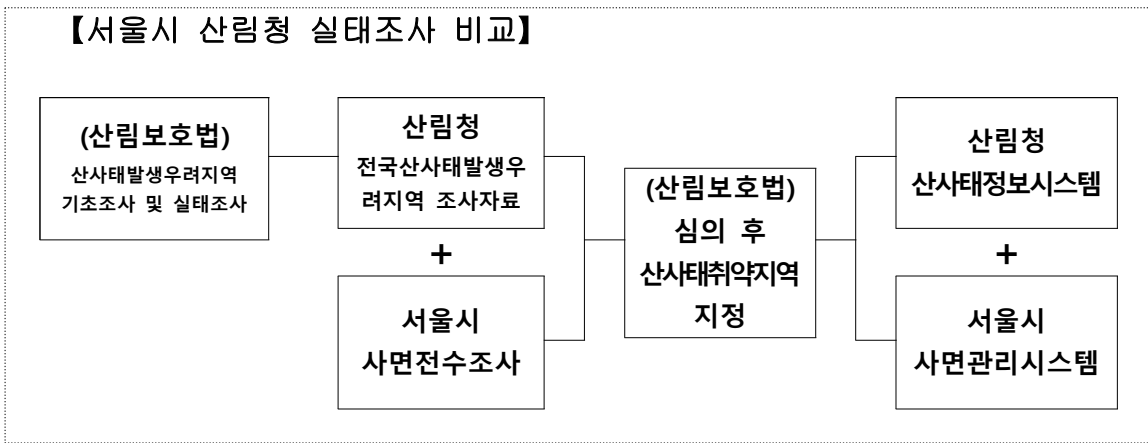 【서울시 산림청 실태조사 비교】
(산림보호법)
산사태발생우려지역
기초조사 및 실태조사
산림청
전국산사태발생우
려지역 조사자료
+
서울시
사면전수조사
(산림보호법)
심의 후
산사태취약지역
지정
산림청
산사태정보시스템
+
서울시
사면관리시스템